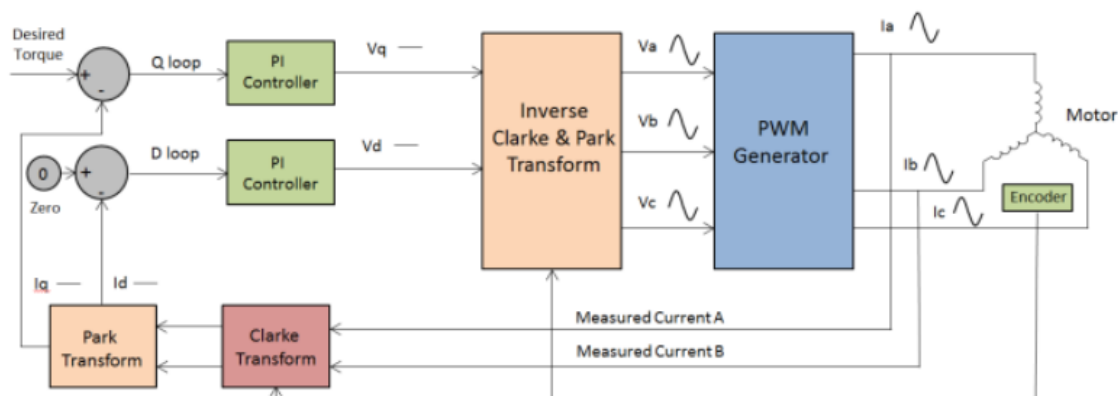 Desired
Torque
+
-
Q loop
PI
Controller
Vq
Inverse
Clarke & Park
Transform
Va
Vb
Vc
PWM
Generator
Ia
Motor
Ib
Ic
Encoder
0
Zero
+
-
D loop
PI
Controller
Vd
Iq
Id
Park
Transform
Clarke
Transform
Measured Current A
Measured Current B